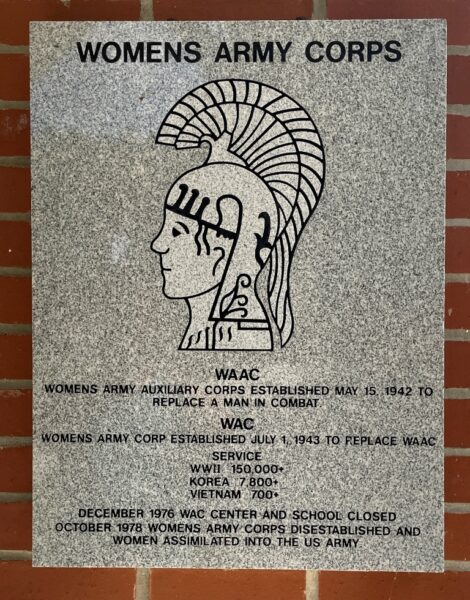 WOMENS ARMY CORPS
WAAC
WOMENS ARMY AUXILIARY CORPS ESTABLISHED MAY 15, 1942 TO
REPLACE A MAN IN COMBAT.
WAC
WOMENS ARMY CORP ESTABLISHED JULY 1, 1943 TO REPLACE WAAC
SERVICE
WWII 150,000+
KOREA 7,800+
VIETNAM 700+
DECEMBER 1976 WAC CENTER AND SCHOOL CLOSED
OCTOBER 1978 WOMENS ARMY CORPS DISESTABLISHED AND
WOMEN ASSIMILATED INTO THE US ARMY.